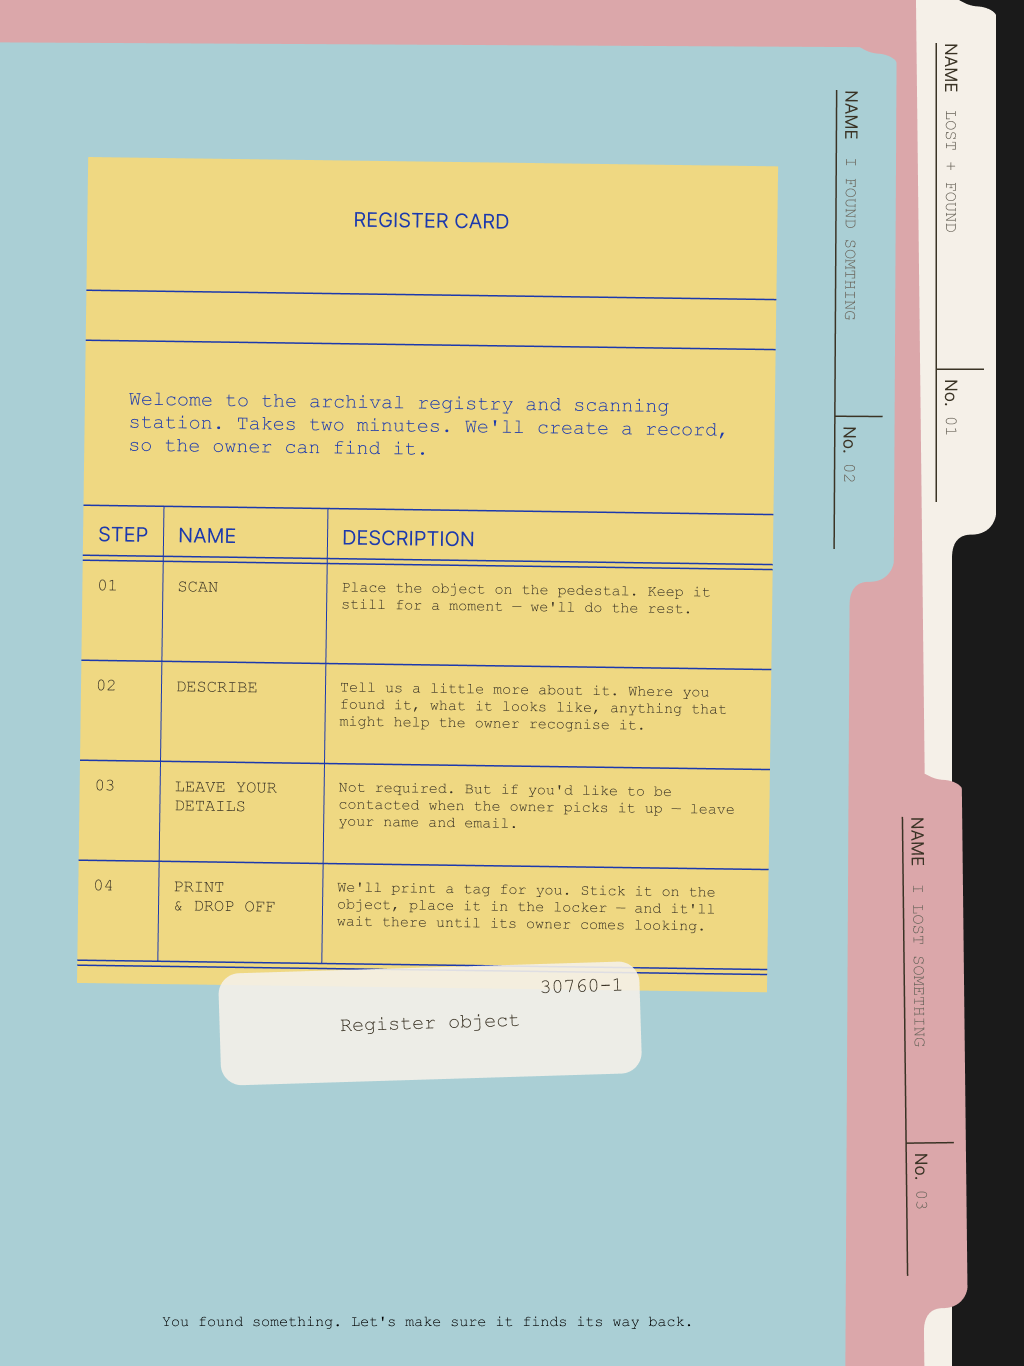 REGISTER CARD
Welcome to the archival registry and scanning
station. Takes two minutes. We'll create a record,
so the owner can find it.
STEP NAME DESCRIPTION
01 SCAN Place the object on the pedestal. Keep it
still for a moment — we'll do the rest.
02 DESCRIBE Tell us a little more about it. Where you
found it, what it looks like, anything that
might help the owner recognise it.
03 LEAVE YOUR
DETAILS
Not required. But if you'd like to be
contacted when the owner picks it up — leave
your name and email.
04 PRINT
& DROP OFF
We'll print a tag for you. Stick it on the
object, place it in the locker — and it'll
wait there until its owner comes looking.
30760-1
Register object
You found something. Let's make sure it finds its way back.
NAME I FOUND SOMTHING
No. 02
NAME LOST + FOUND
No. 01
NAME I LOST SOMETHING
No. 03